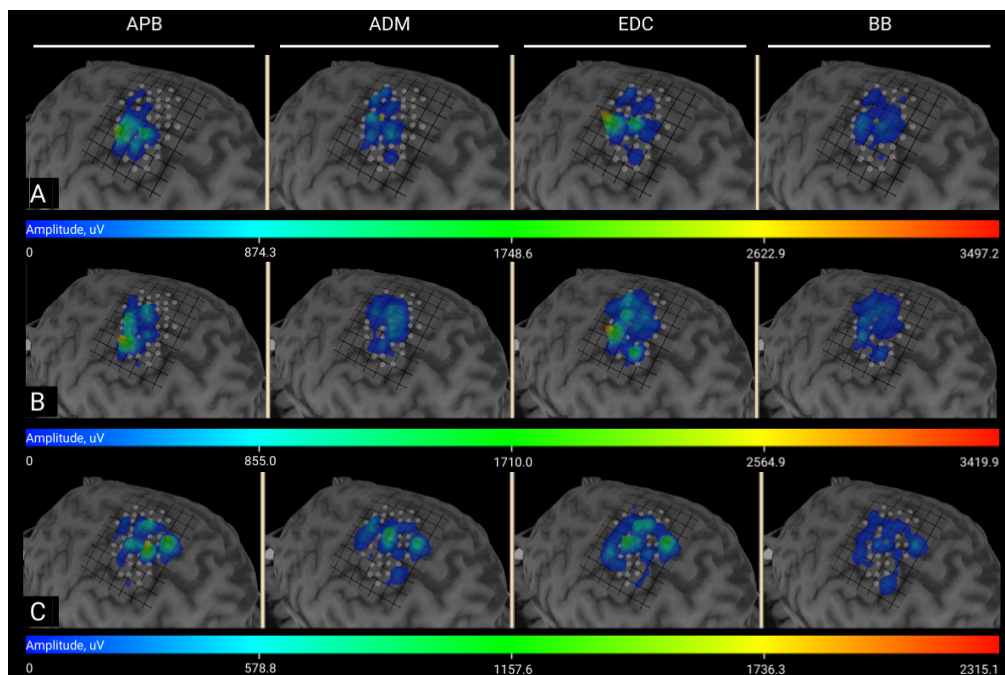 APB ADM EDC BB
A
Amplitude, uV
0 874.3 1748.6 2622.9 3497.2
B
Amplitude, uV
0 855.0 1710.0 2564.9 3419.9
C
Amplitude, uV
0 578.8 1157.6 1736.3 2315.1